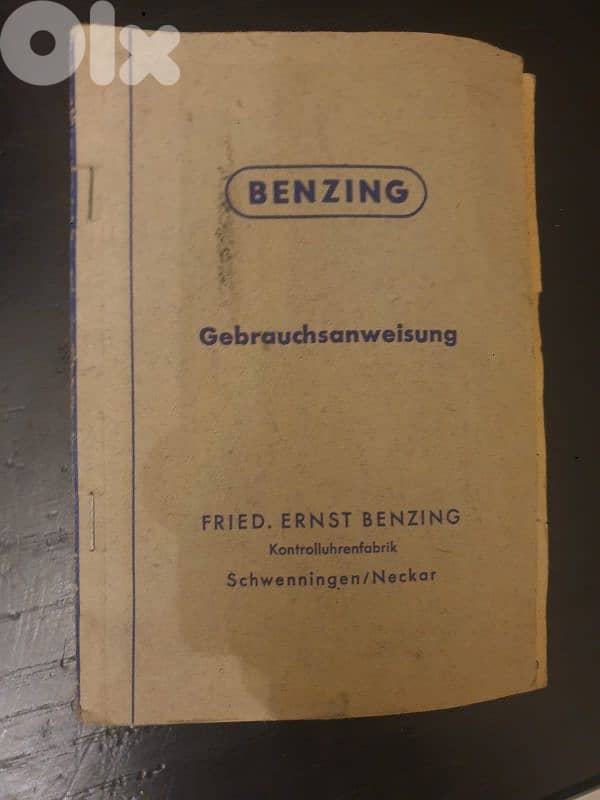 olx
BENZING
Gebrauchsanweisung
FRIED. ERNST BENZING
Kontrolluhrenfabrik
Schwenningen/Neckar